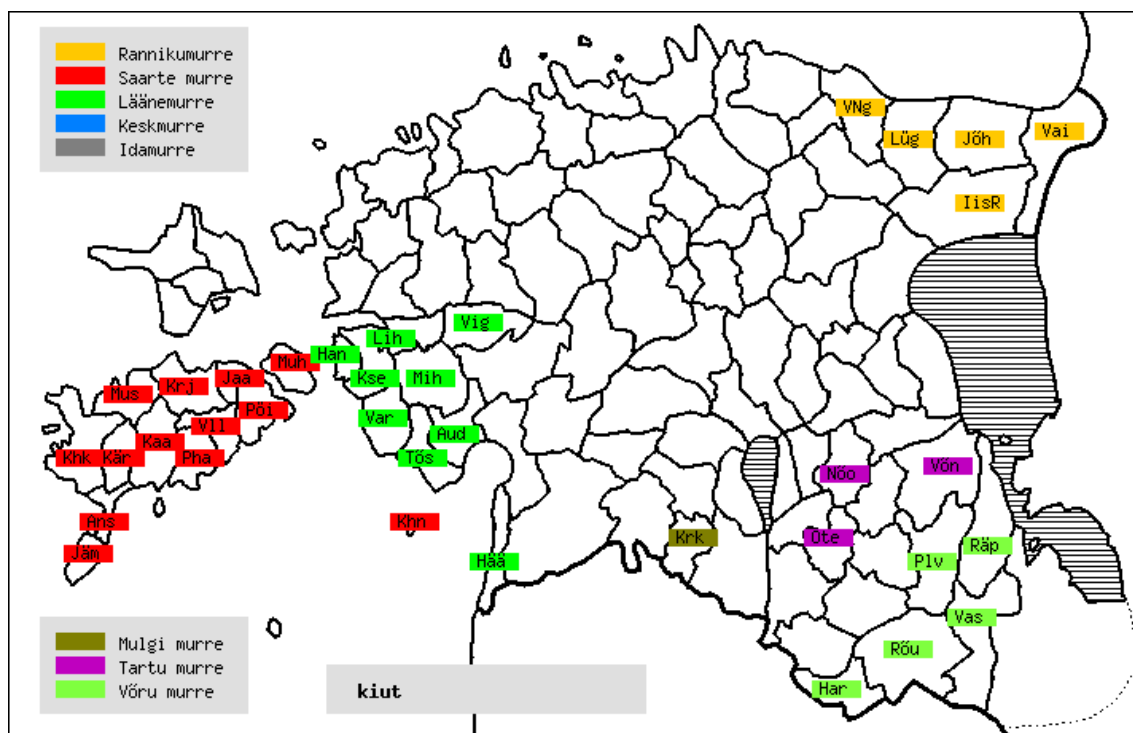 Rannikumurre
Saarte murre
Läänemurre
Keskmurre
Idamurre
VNg
Lüg
Jõh
Vai
IisR
Vig
Lih
Han
Muh
Kse
Mih
Jaa
Krj
Mus
Põi
Var
Vll
Aud
Kaa
Khk
Kär
Pha
Tõs
Nõo
Võn
Ans
Khn
Krk
Ote
Räp
Jäm
Hää
Plv
Vas
Rõu
Har
Mulgi murre
Tartu murre
Võru murre
kiut